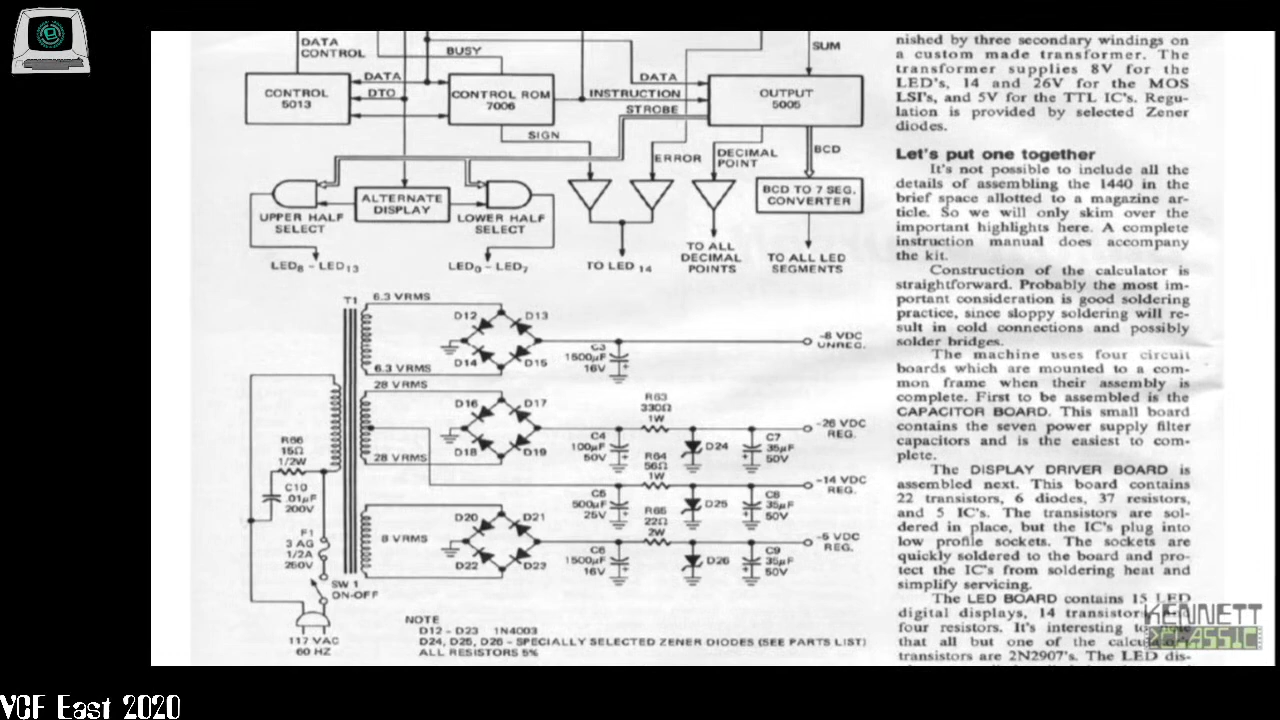 DATA
CONTROL
BUSY
SUM
DATA
DTO
DATA
INSTRUCTION
STROBE
CONTROL
5013
CONTROL ROM
7006
OUTPUT
5005
SIGN
ERROR
DECIMAL
POINT
BCD
UPPER HALF
SELECT
ALTERNATE
DISPLAY
LOWER HALF
SELECT
BCD TO 7 SEG.
CONVERTER
LED8 - LED13
LED0 - LED7
TO LED 14
TO ALL
DECIMAL
POINTS
TO ALL LED
SEGMENTS
T1
6.3 VRMS
6.3 VRMS
D12
D13
D14
D15
C3
1500µF
16V
-8 VDC
UNREG.
28 VRMS
28 VRMS
D16
D17
D18
D19
C4
100µF
50V
R63
330Ω
1W
D24
C7
35µF
50V
-26 VDC
REG.
R64
56Ω
1W
C5
500µF
25V
D25
C8
35µF
50V
-14 VDC
REG.
8 VRMS
D20
D21
D22
D23
R65
22Ω
2W
C6
1500µF
16V
D26
C9
35µF
50V
-5 VDC
REG.
R66
15Ω
1/2W
C10
.01µF
200V
F1
3 AG
1/2A
250V
SW 1
ON-OFF
117 VAC
60 HZ
NOTE
D12 - D23 1N4003
D24, D25, D26 - SPECIALLY SELECTED ZENER DIODES (SEE PARTS LIST)
ALL RESISTORS 5%
nished by three secondary windings on
a custom made transformer. The
transformer supplies 8V for the
LED's, 14 and 26V for the MOS
LSI's, and 5V for the TTL IC's. Regu-
lation is provided by selected Zener
diodes.
Let's put one together
It's not possible to include all the
details of assembling the 1440 in the
brief space allotted to a magazine ar-
ticle. So we will only skim over the
important highlights here. A complete
instruction manual does accompany
the kit.
Construction of the calculator is
straightforward. Probably the most im-
portant consideration is good soldering
practice, since sloppy soldering will re-
sult in cold connections and possibly
solder bridges.
The machine uses four circuit
boards which are mounted to a com-
mon frame when their assembly is
complete. First to be assembled is the
CAPACITOR BOARD. This small board
contains the seven power supply filter
capacitors and is the easiest to com-
plete.
The DISPLAY DRIVER BOARD is
assembled next. This board contains
22 transistors, 6 diodes, 37 resistors,
and 5 IC's. The transistors are sol-
dered in place, but the IC's plug into
low profile sockets. The sockets are
quickly soldered to the board and pro-
tect the IC's from soldering heat and
simplify servicing.
The LED BOARD contains 15 LED
digital displays, 14 transistor
four resistors. It's interesting
that all but one of the
transistors are 2N2907's. The LED dis-
KENNETT
CLASSIC
VCF East 2020